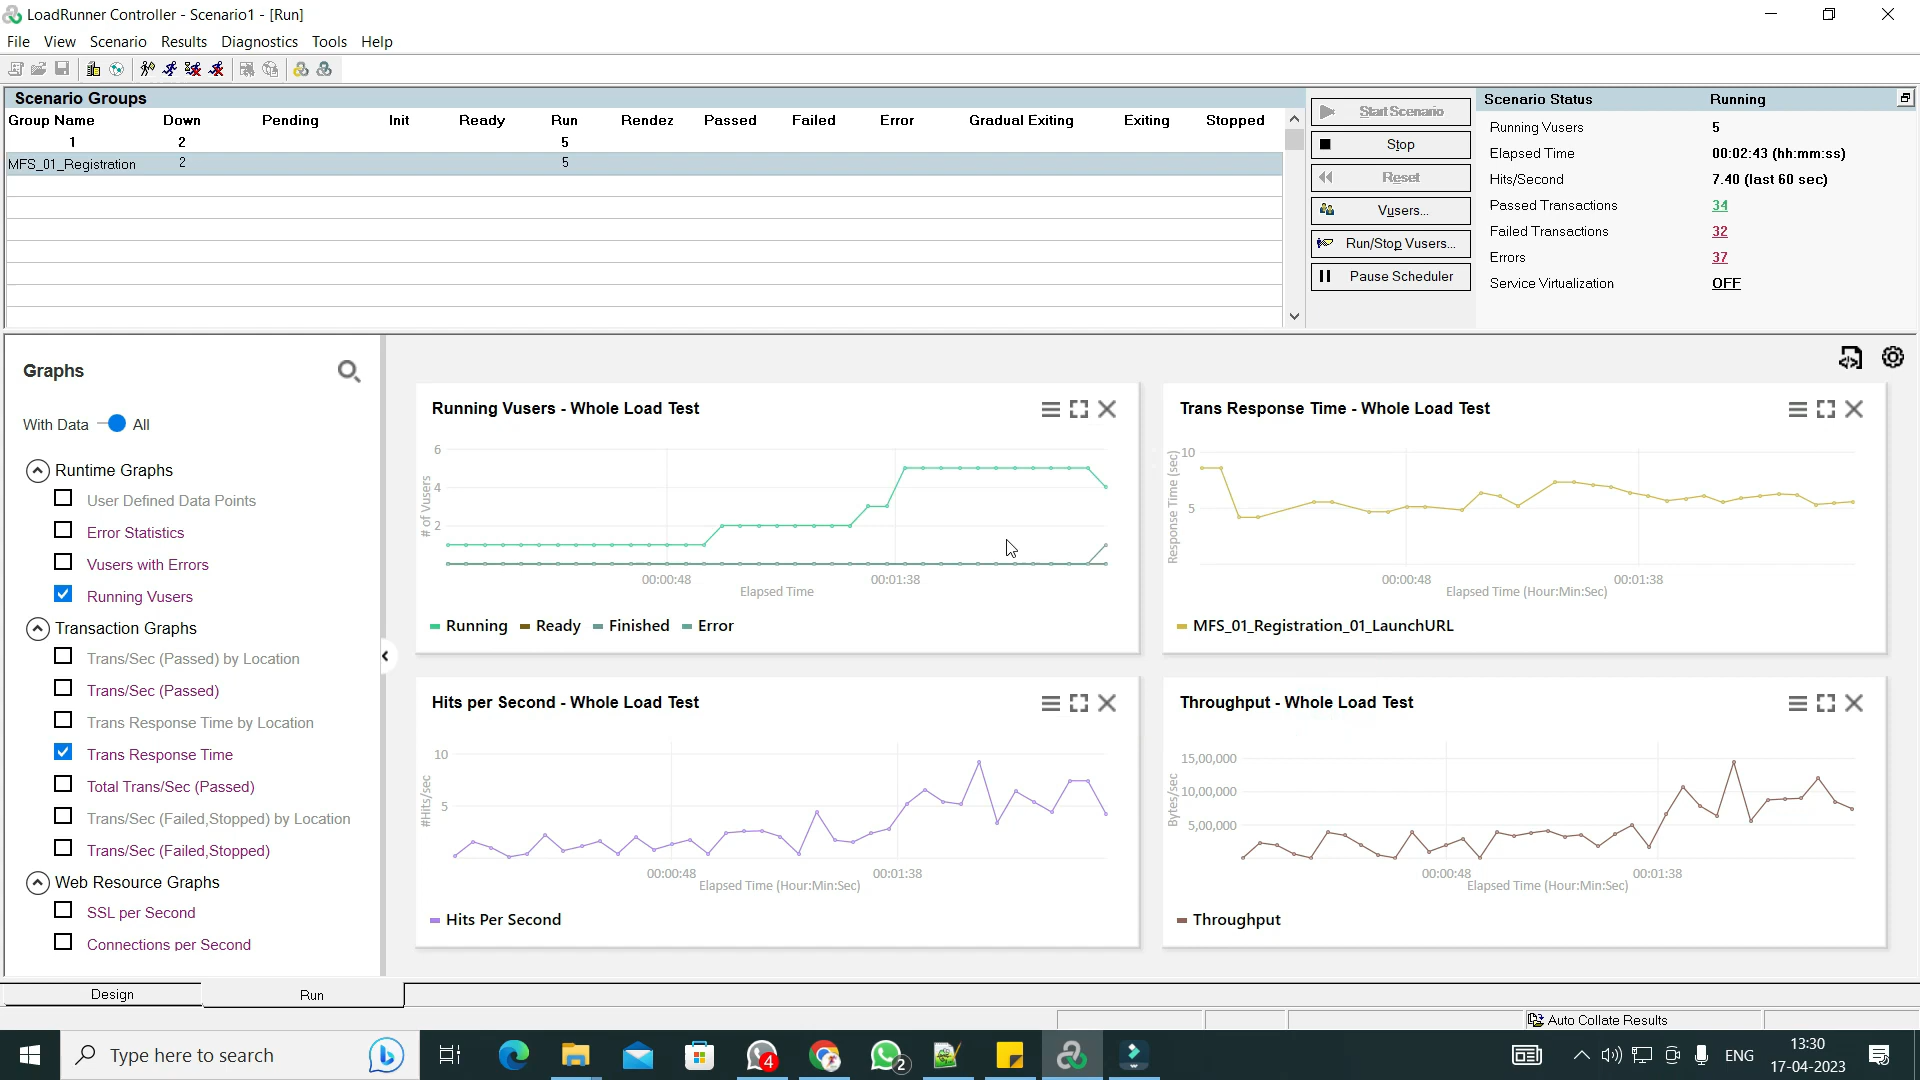 LoadRunner Controller - Scenario1 - [Run]
File View Scenario Results Diagnostics Tools Help
Scenario Groups
Group Name Down Pending Init Ready Run Rendez Passed Failed Error Gradual Exiting Exiting Stopped
1 2 5
MFS_01_Registration 2 5
Start Scenario
Stop
Reset
Vusers...
Run/Stop Vusers...
Pause Scheduler
Scenario Status Running
Running Vusers 5
Elapsed Time 00:02:43 (hh:mm:ss)
Hits/Second 7.40 (last 60 sec)
Passed Transactions 34
Failed Transactions 32
Errors 37
Service Virtualization OFF
Graphs
With Data All
Runtime Graphs
User Defined Data Points
Error Statistics
Vusers with Errors
Running Vusers
Transaction Graphs
Trans/Sec (Passed) by Location
Trans/Sec (Passed)
Trans Response Time by Location
Trans Response Time
Total Trans/Sec (Passed)
Trans/Sec (Failed,Stopped) by Location
Trans/Sec (Failed,Stopped)
Web Resource Graphs
SSL per Second
Connections per Second
Running Vusers - Whole Load Test
# of Vusers
6
4
2
00:00:48 00:01:38
Elapsed Time
Running Ready Finished Error
Trans Response Time - Whole Load Test
Response Time (sec)
10
5
00:00:48 00:01:38
Elapsed Time (Hour:Min:Sec)
MFS_01_Registration_01_LaunchURL
Hits per Second - Whole Load Test
#Hits/sec
10
5
00:00:48 00:01:38
Elapsed Time (Hour:Min:Sec)
Hits Per Second
Throughput - Whole Load Test
Bytes/sec
15,00,000
10,00,000
5,00,000
00:00:48 00:01:38
Elapsed Time (Hour:Min:Sec)
Throughput
Design Run
Auto Collate Results
Type here to search
4
2
ENG
13:30
17-04-2023